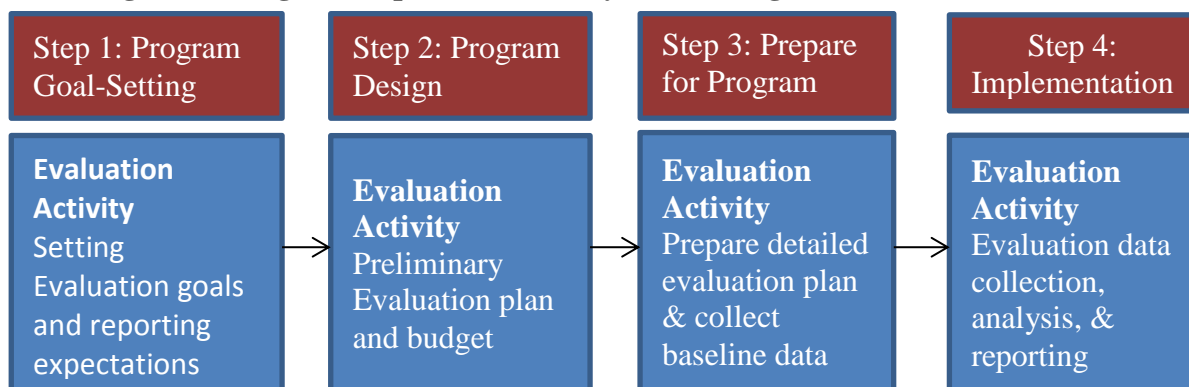 Step 1: Program
Goal-Setting
Step 2: Program
Design
Step 3: Prepare
for Program
Step 4:
Implementation
Evaluation
Activity
Setting
Evaluation goals
and reporting
expectations
Evaluation
Activity
Preliminary
Evaluation plan
and budget
Evaluation
Activity
Prepare detailed
evaluation plan
& collect
baseline data
Evaluation
Activity
Evaluation data
collection,
analysis, &
reporting